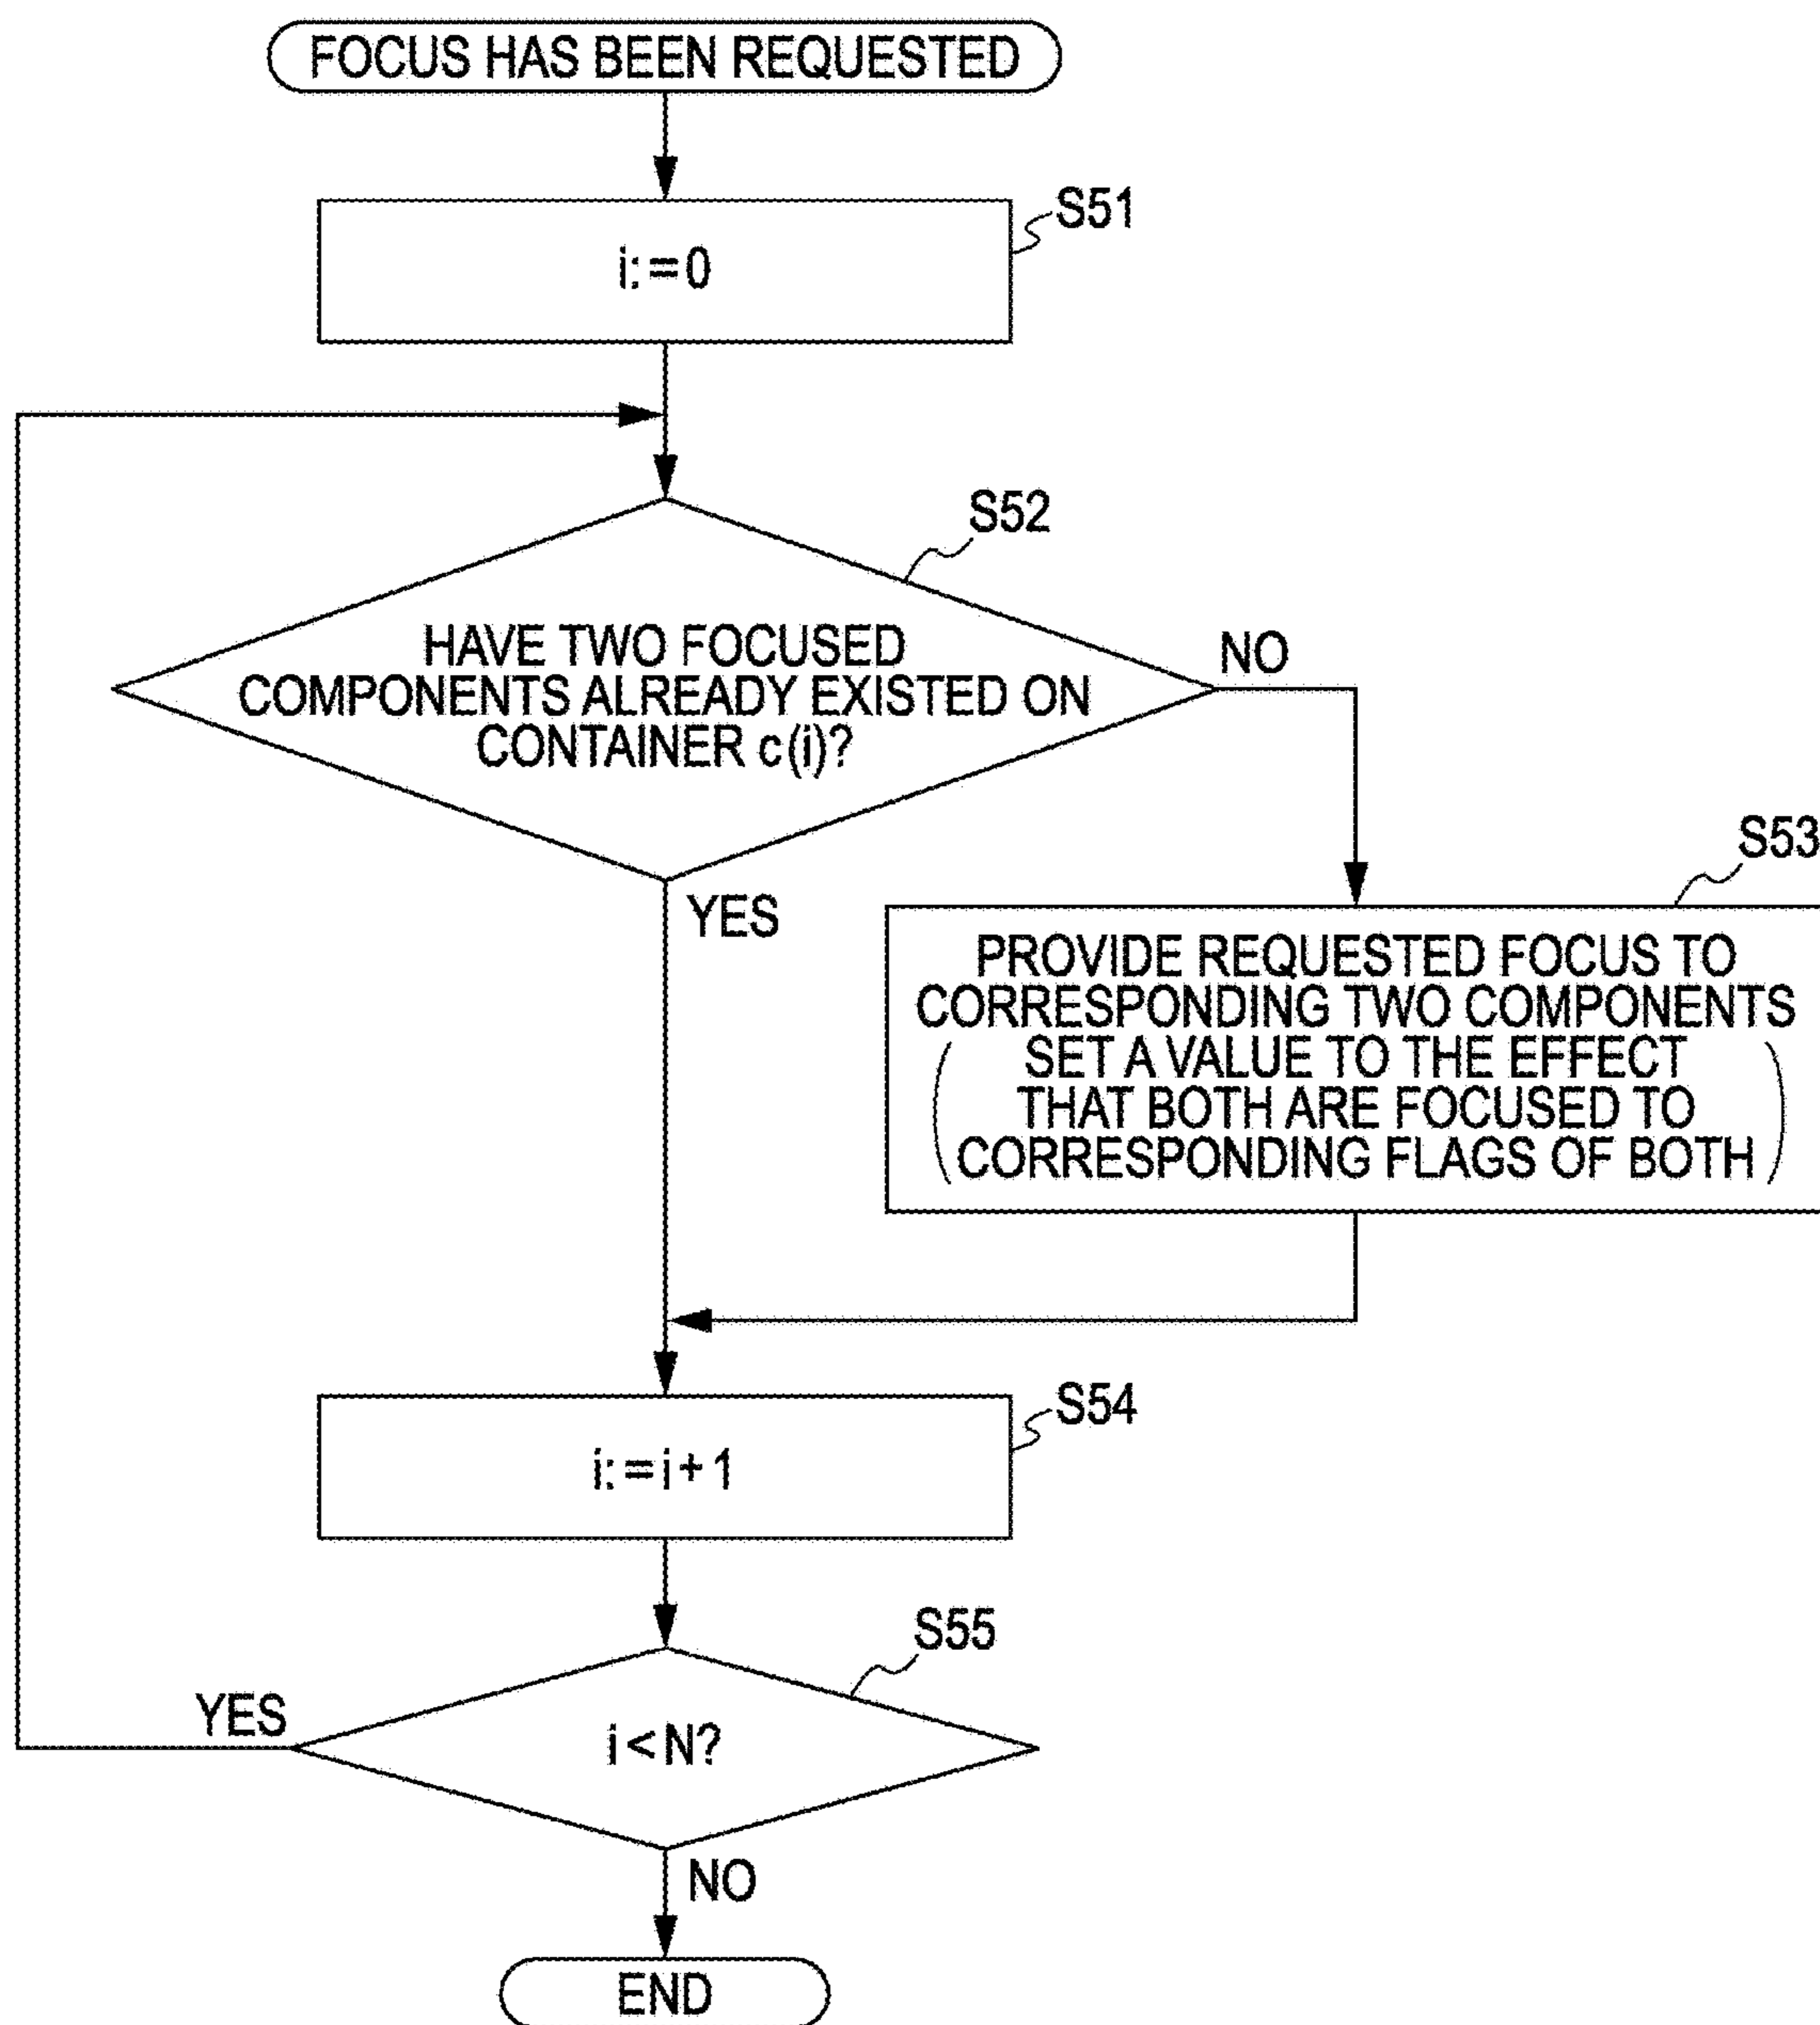 FOCUS HAS BEEN REQUESTED
S51
i:=0
S52
HAVE TWO FOCUSED
COMPONENTS ALREADY EXISTED ON
CONTAINER c(i)?
NO
YES
S53
PROVIDE REQUESTED FOCUS TO
CORRESPONDING TWO COMPONENTS
(SET A VALUE TO THE EFFECT
THAT BOTH ARE FOCUSED TO
CORRESPONDING FLAGS OF BOTH)
S54
i:=i+1
S55
YES
i<N?
NO
END